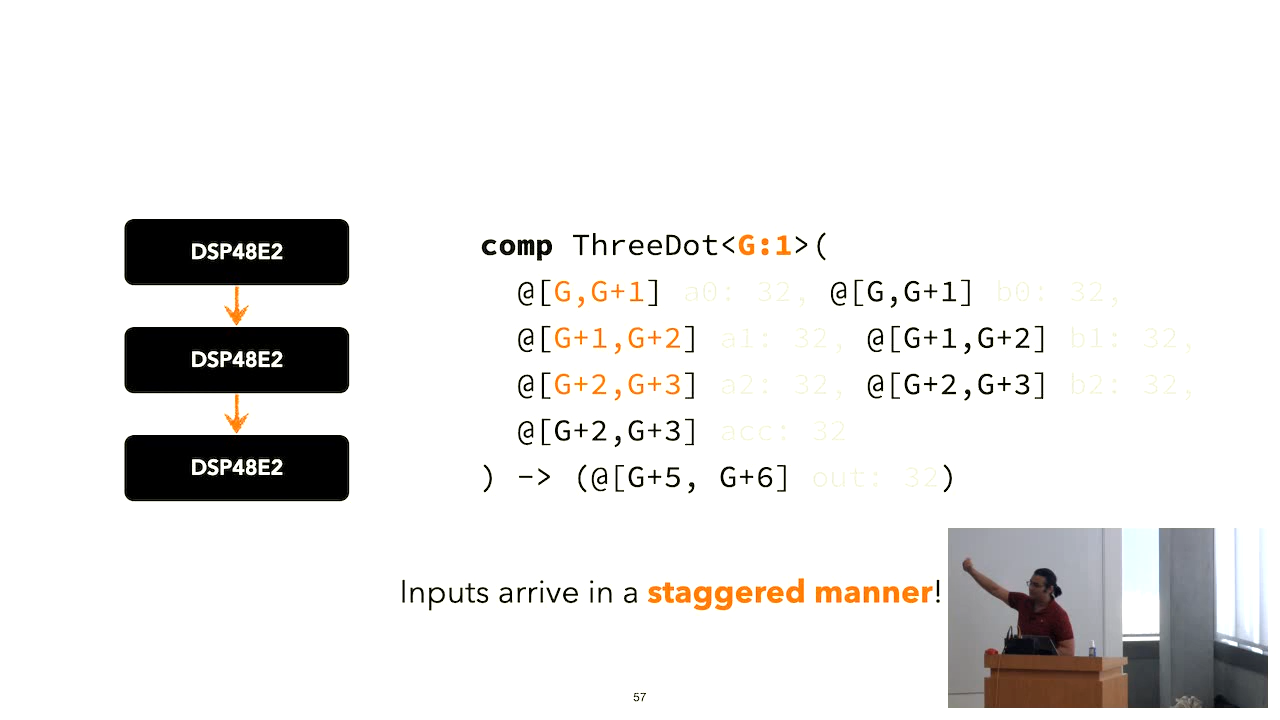 DSP48E2
DSP48E2
DSP48E2
comp ThreeDot<G:1>(
@[G,G+1] a0: 32, @[G,G+1] b0: 32,
@[G+1,G+2] a1: 32, @[G+1,G+2] b1: 32,
@[G+2,G+3] a2: 32, @[G+2,G+3] b2: 32,
@[G+2,G+3] acc: 32
) -> (@[G+5, G+6] out: 32)
Inputs arrive in a staggered manner!
57